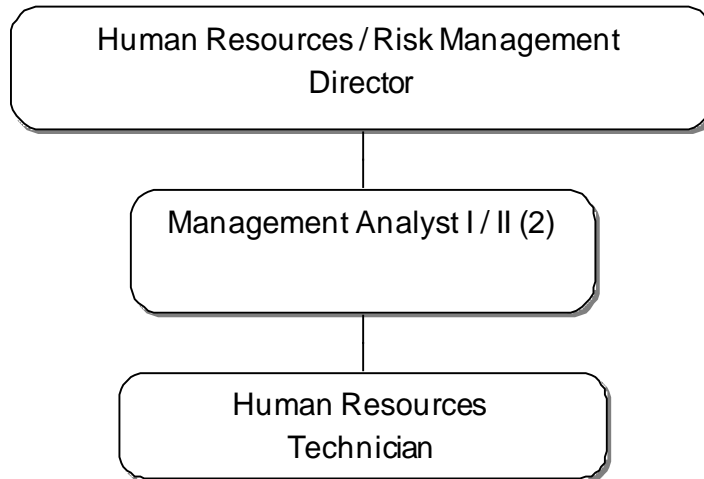 Human Resources / Risk Management
Director
Management Analyst I / II (2)
Human Resources
Technician